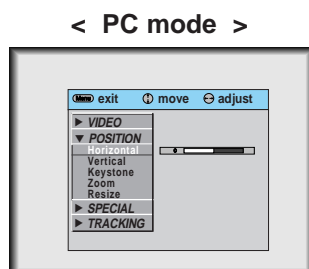 < PC mode >
Menu exit move adjust
▶ VIDEO
▼ POSITION
Horizontal
Vertical
Keystone
Zoom
Resize
▶ SPECIAL
▶ TRACKING